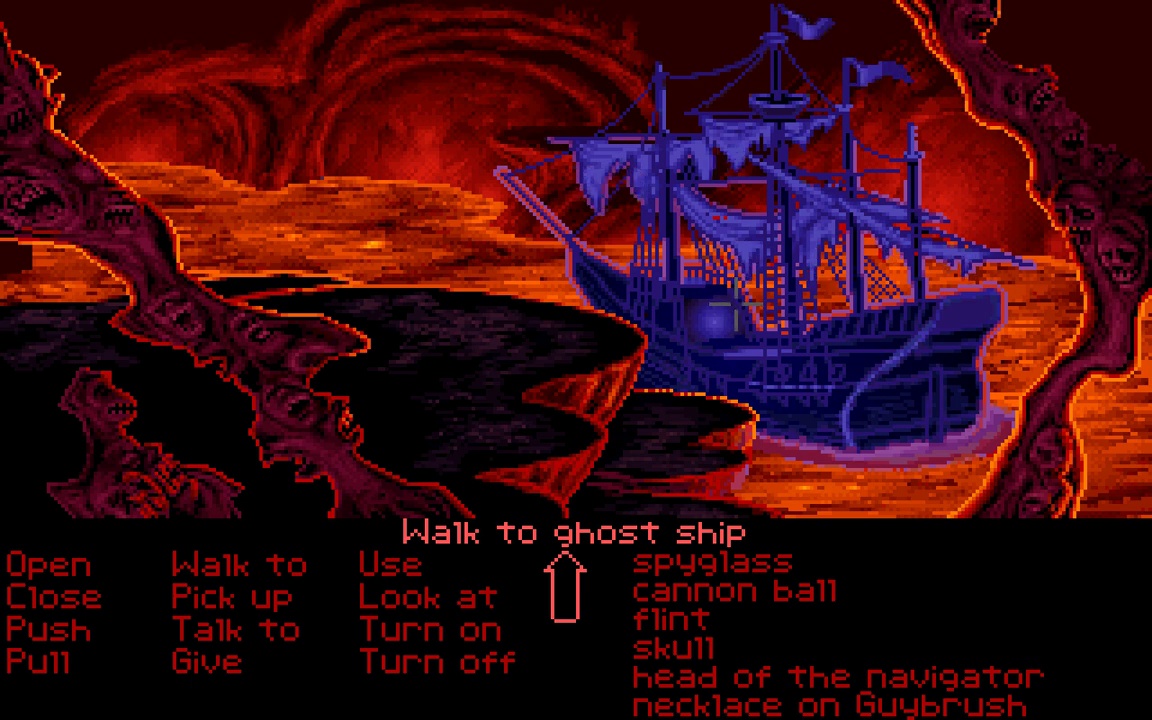 Walk to ghost ship
Open Walk to Use
Close Pick up Look at
Push Talk to Turn on
Pull Give Turn off
spyglass
cannon ball
flint
skull
head of the navigator
necklace on Guybrush